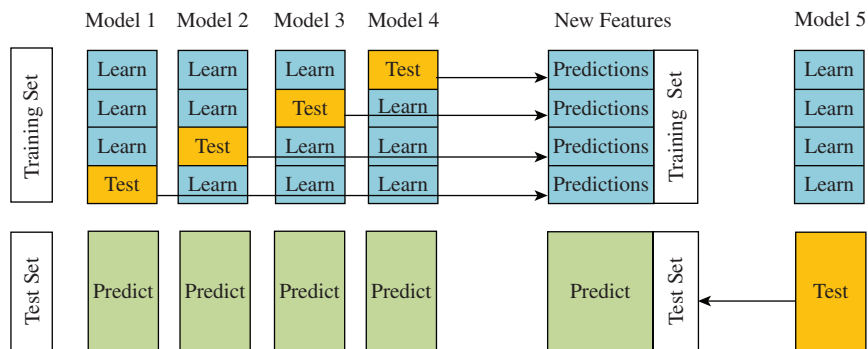 Model 1 Model 2 Model 3 Model 4 New Features Model 5
Training Set
Learn Learn Learn Test Predictions Learn
Learn Learn Test Learn Predictions Learn
Learn Test Learn Learn Predictions Learn
Test Learn Learn Learn Predictions Learn
Training Set
Test Set
Predict Predict Predict Predict Predict Test
Test Set